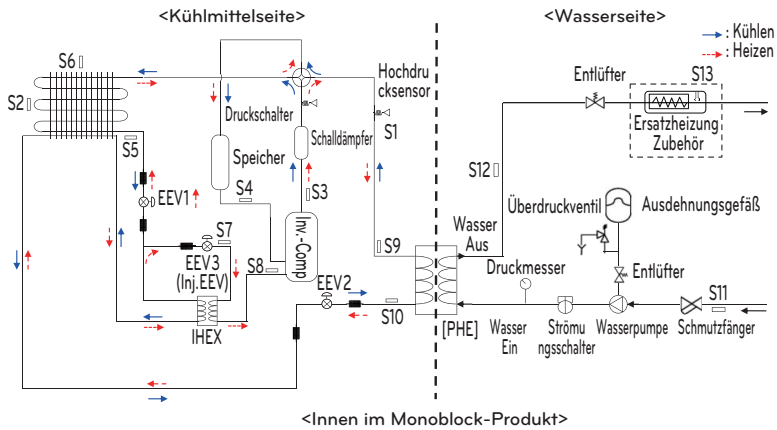 <Kühlmittelseite>
<Wasserseite>
: Kühlen
: Heizen
S6
S2
S5
Druckschalter
Hochdru
cksensor
S1
Schalldämpfer
Speicher
S4
S3
EEV1
S7
EEV3
(Inj.EEV)
S8
Inv.-Comp
IHEX
EEV2
S9
S10
[PHE]
Wasser
Aus
S12
Entlüfter
S13
Ersatzheizung
Zubehör
Überdruckventil
Ausdehnungsgefäß
Druckmesser
Entlüfter
S11
Wasser
Ein
Strömu
ngsschalter
Wasserpumpe
Schmutzfänger
<Innen im Monoblock-Produkt>